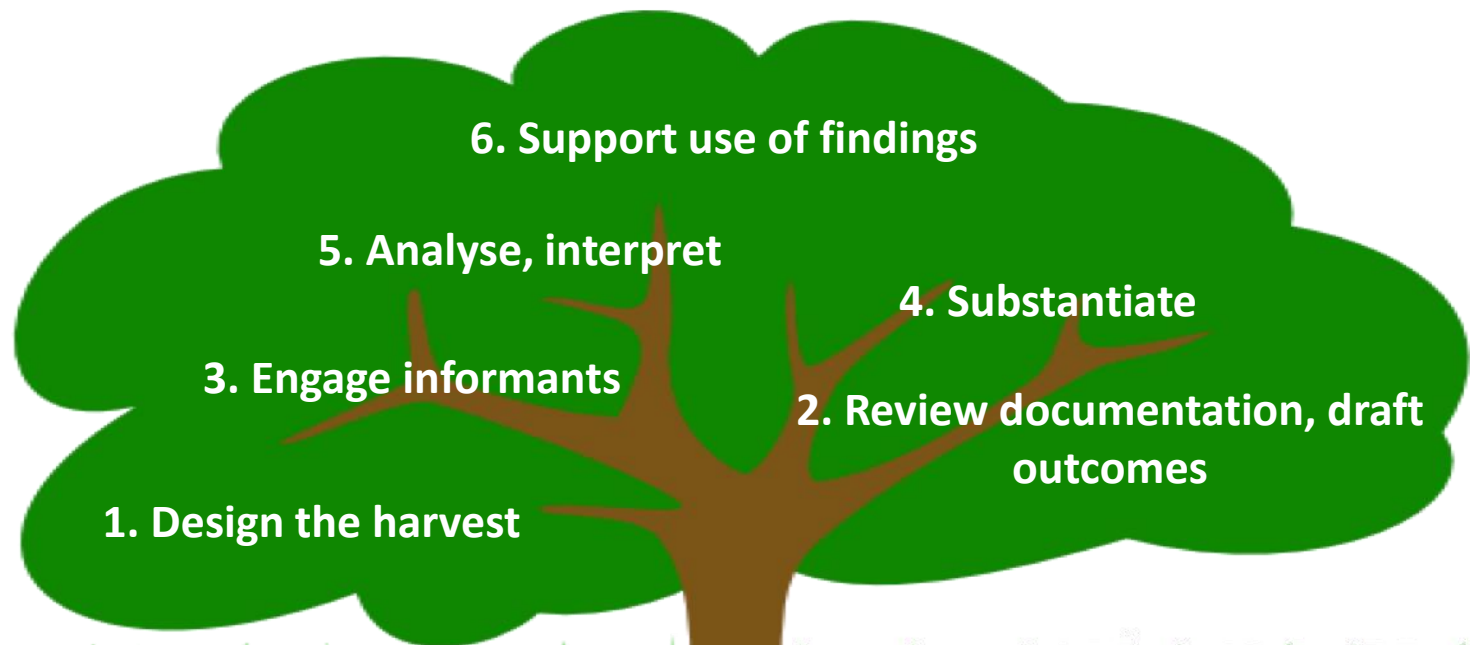 6. Support use of findings
5. Analyse, interpret
4. Substantiate
3. Engage informants
2. Review documentation, draft
outcomes
1. Design the harvest